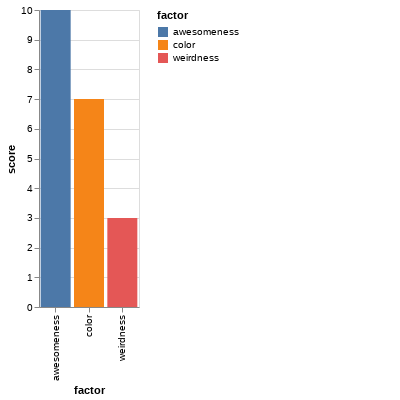 factor
awesomeness
color
weirdness
10
9
8
7
6
5
4
3
2
1
0
score
awesomeness
color
weirdness
factor